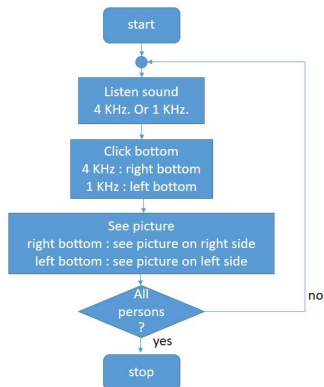 start
Listen sound
4 KHz. Or 1 KHz.
Click bottom
4 KHz : right bottom
1 KHz : left bottom
See picture
right bottom : see picture on right side
left bottom : see picture on left side
All
persons
?
no
yes
stop